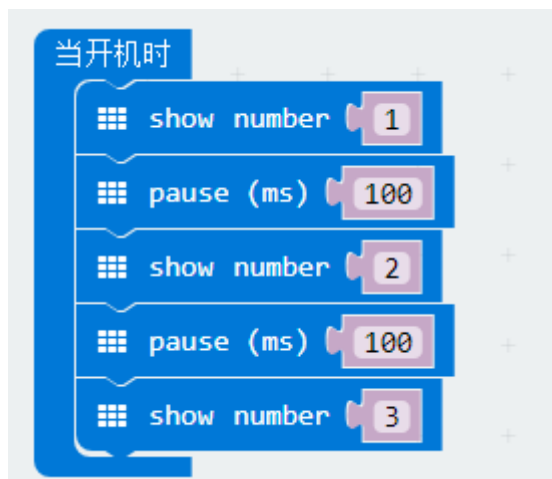 当开机时
show number 1
pause (ms) 100
show number 2
pause (ms) 100
show number 3